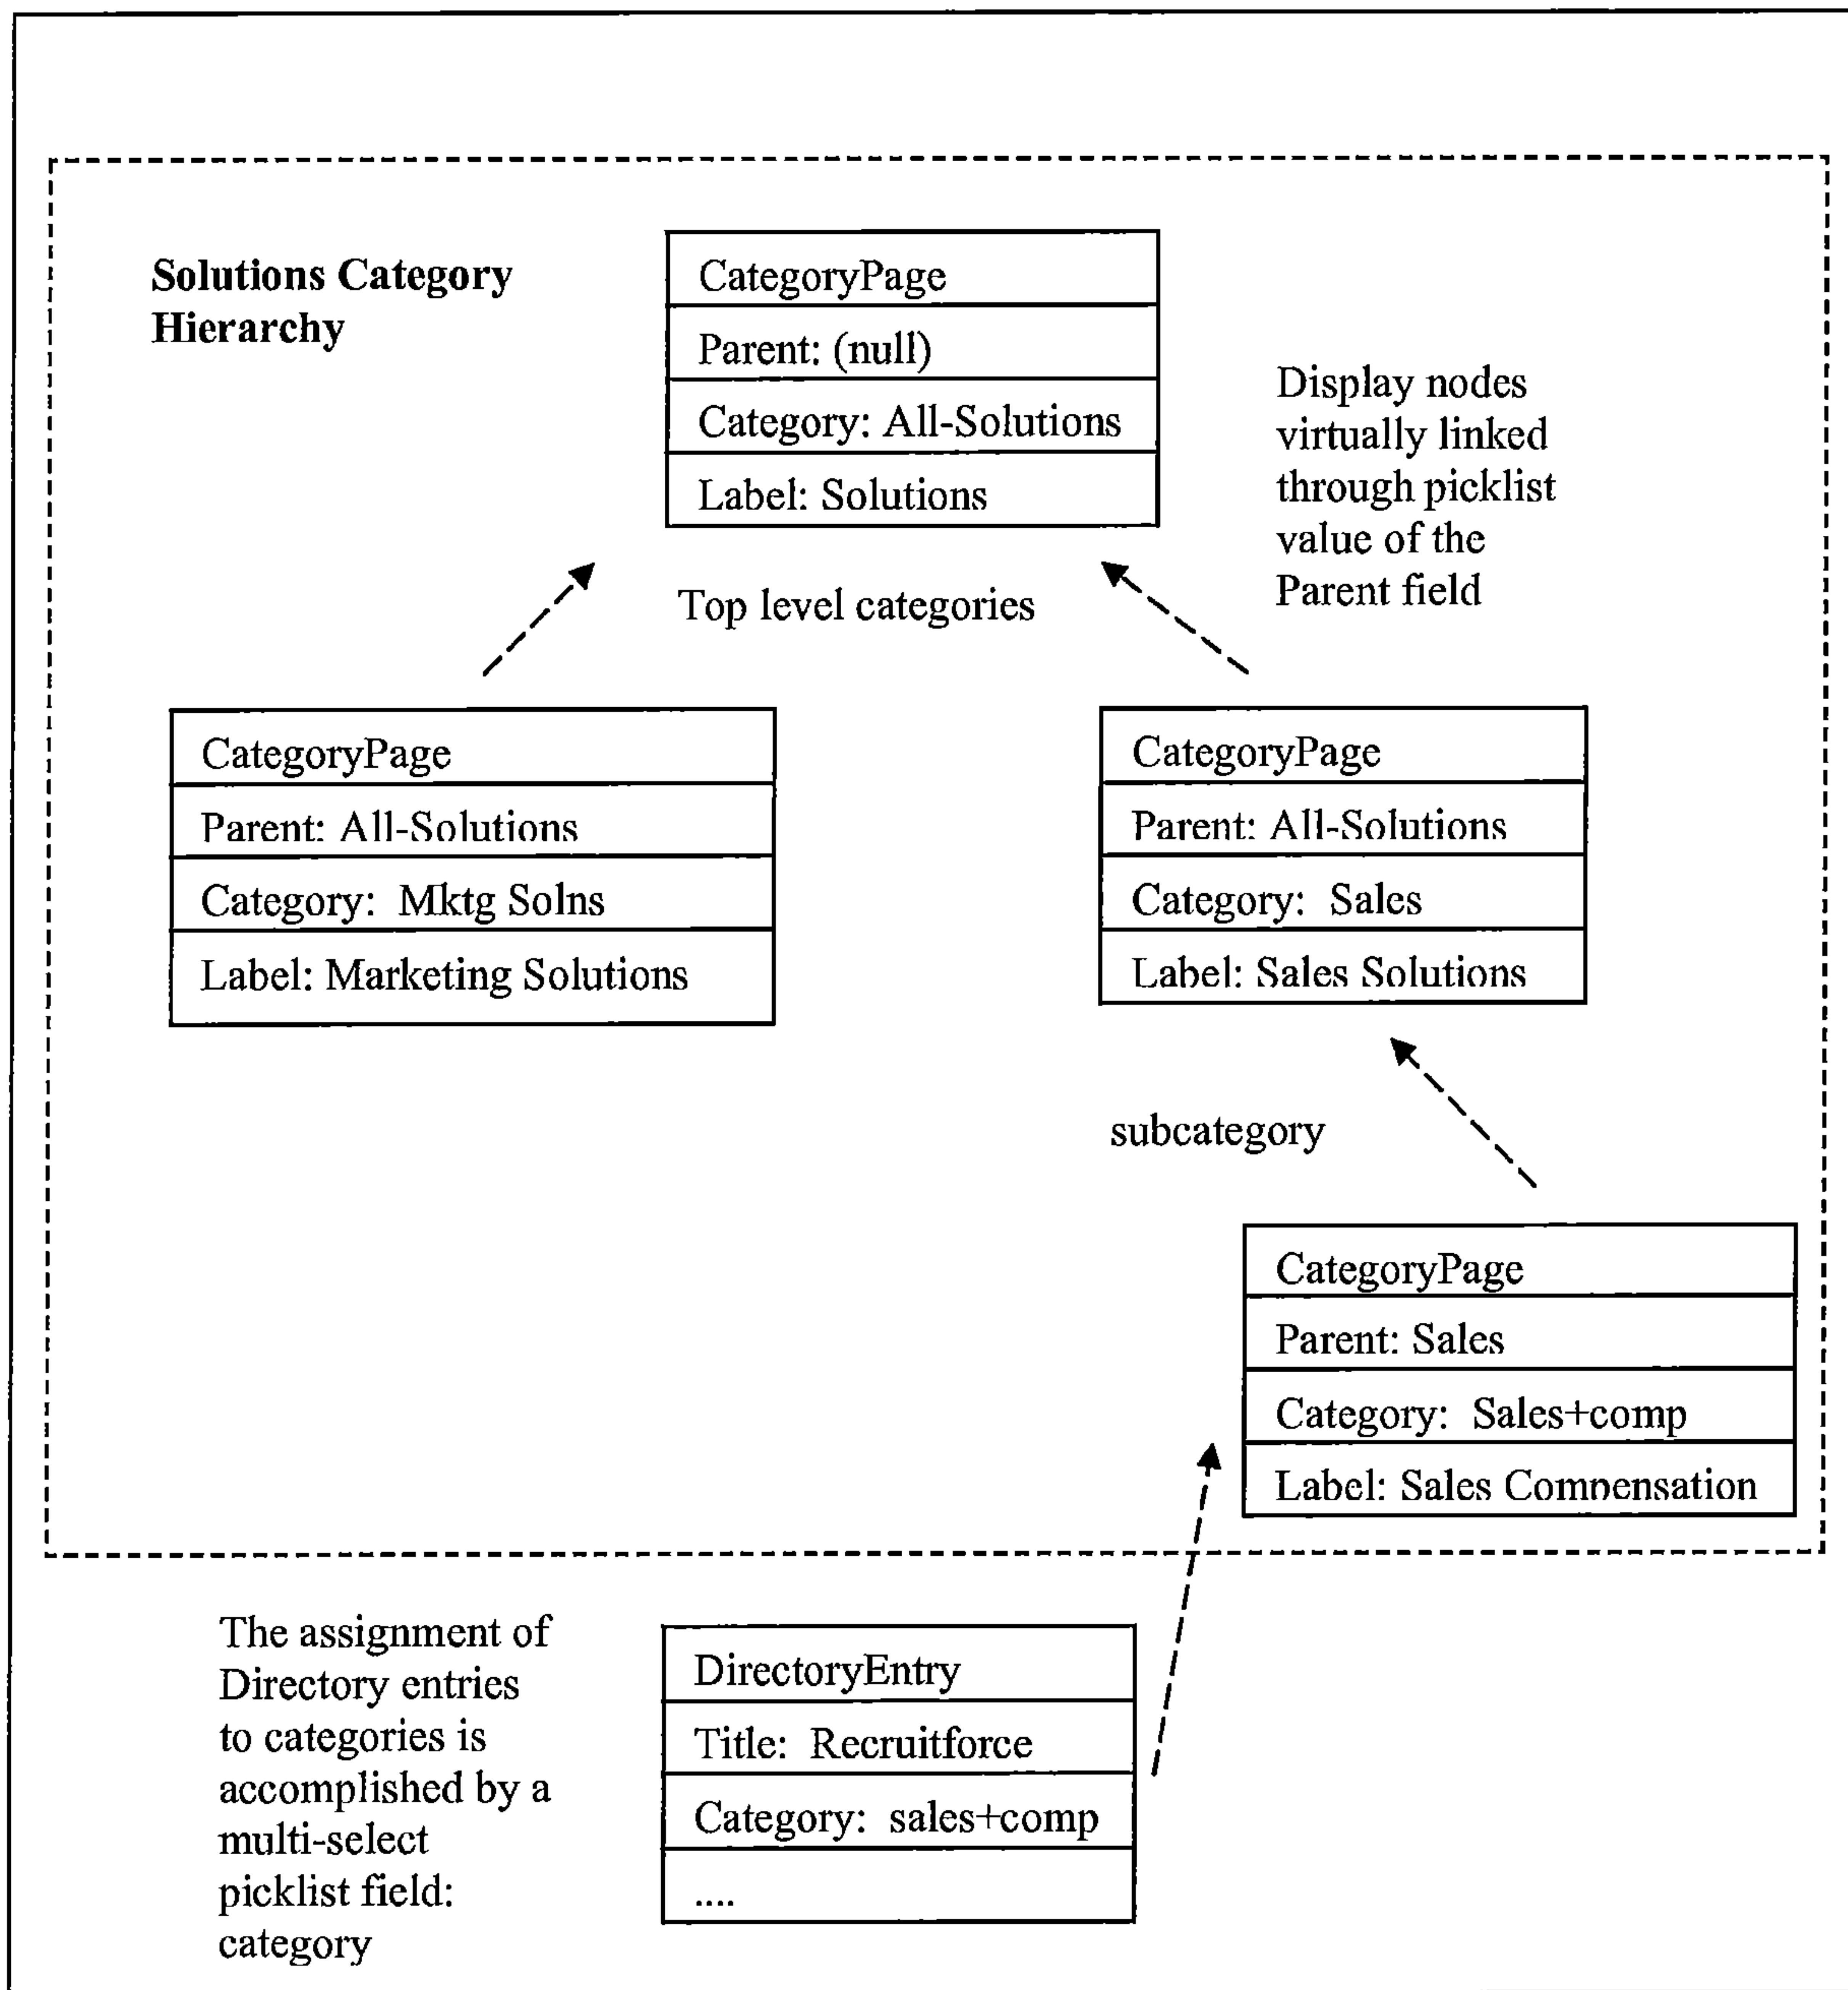 Solutions Category
Hierarchy
CategoryPage
Parent: (null)
Category: All-Solutions
Label: Solutions
Display nodes
virtually linked
through picklist
value of the
Parent field
Top level categories
CategoryPage
Parent: All-Solutions
Category: Mktg Solns
Label: Marketing Solutions
CategoryPage
Parent: All-Solutions
Category: Sales
Label: Sales Solutions
subcategory
CategoryPage
Parent: Sales
Category: Sales+comp
Label: Sales Compensation
The assignment of
Directory entries
to categories is
accomplished by a
multi-select
picklist field:
category
DirectoryEntry
Title: Recruitforce
Category: sales+comp
....